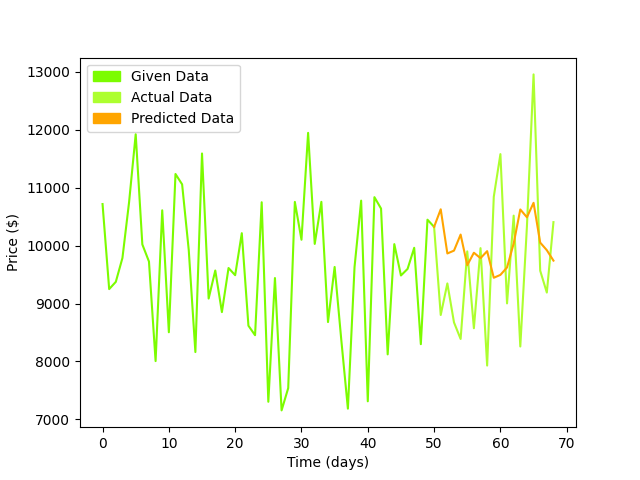 13000
12000
11000
10000
9000
8000
7000
Price ($)
Given Data
Actual Data
Predicted Data
0 10 20 30 40 50 60 70
Time (days)